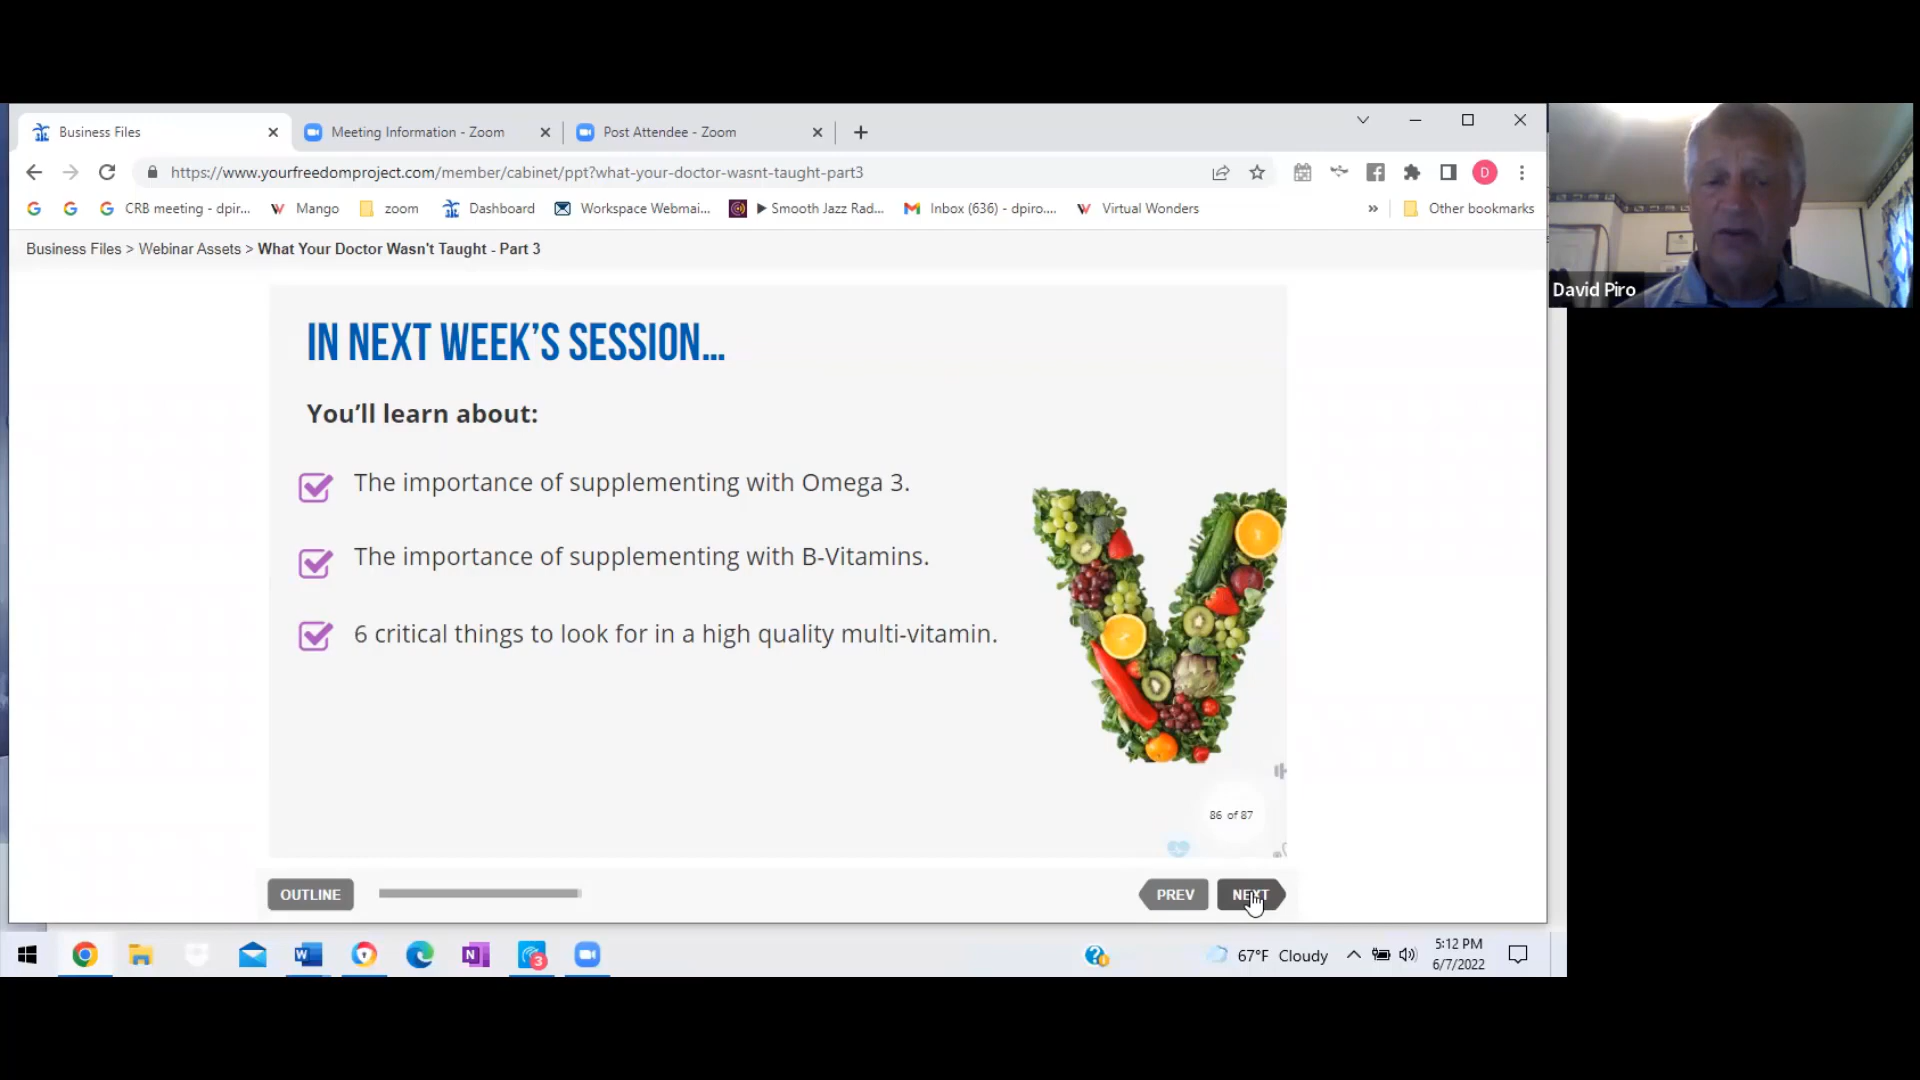 Business Files
Meeting Information - Zoom
Post Attendee - Zoom
https://www.yourfreedomproject.com/member/cabinet/ppt?what-your-doctor-wasnt-taught-part3
D
CRB meeting - dpir...
Mango
zoom
Dashboard
Workspace Webmai...
Smooth Jazz Rad...
Inbox (636) - dpiro....
Virtual Wonders
»
Other bookmarks
Business Files > Webinar Assets > What Your Doctor Wasn't Taught - Part 3
David Piro
IN NEXT WEEK'S SESSION...
You'll learn about:
The importance of supplementing with Omega 3.
The importance of supplementing with B-Vitamins.
6 critical things to look for in a high quality multi-vitamin.
86 of 87
OUTLINE
PREV
NEXT
3
67°F Cloudy
5:12 PM
6/7/2022